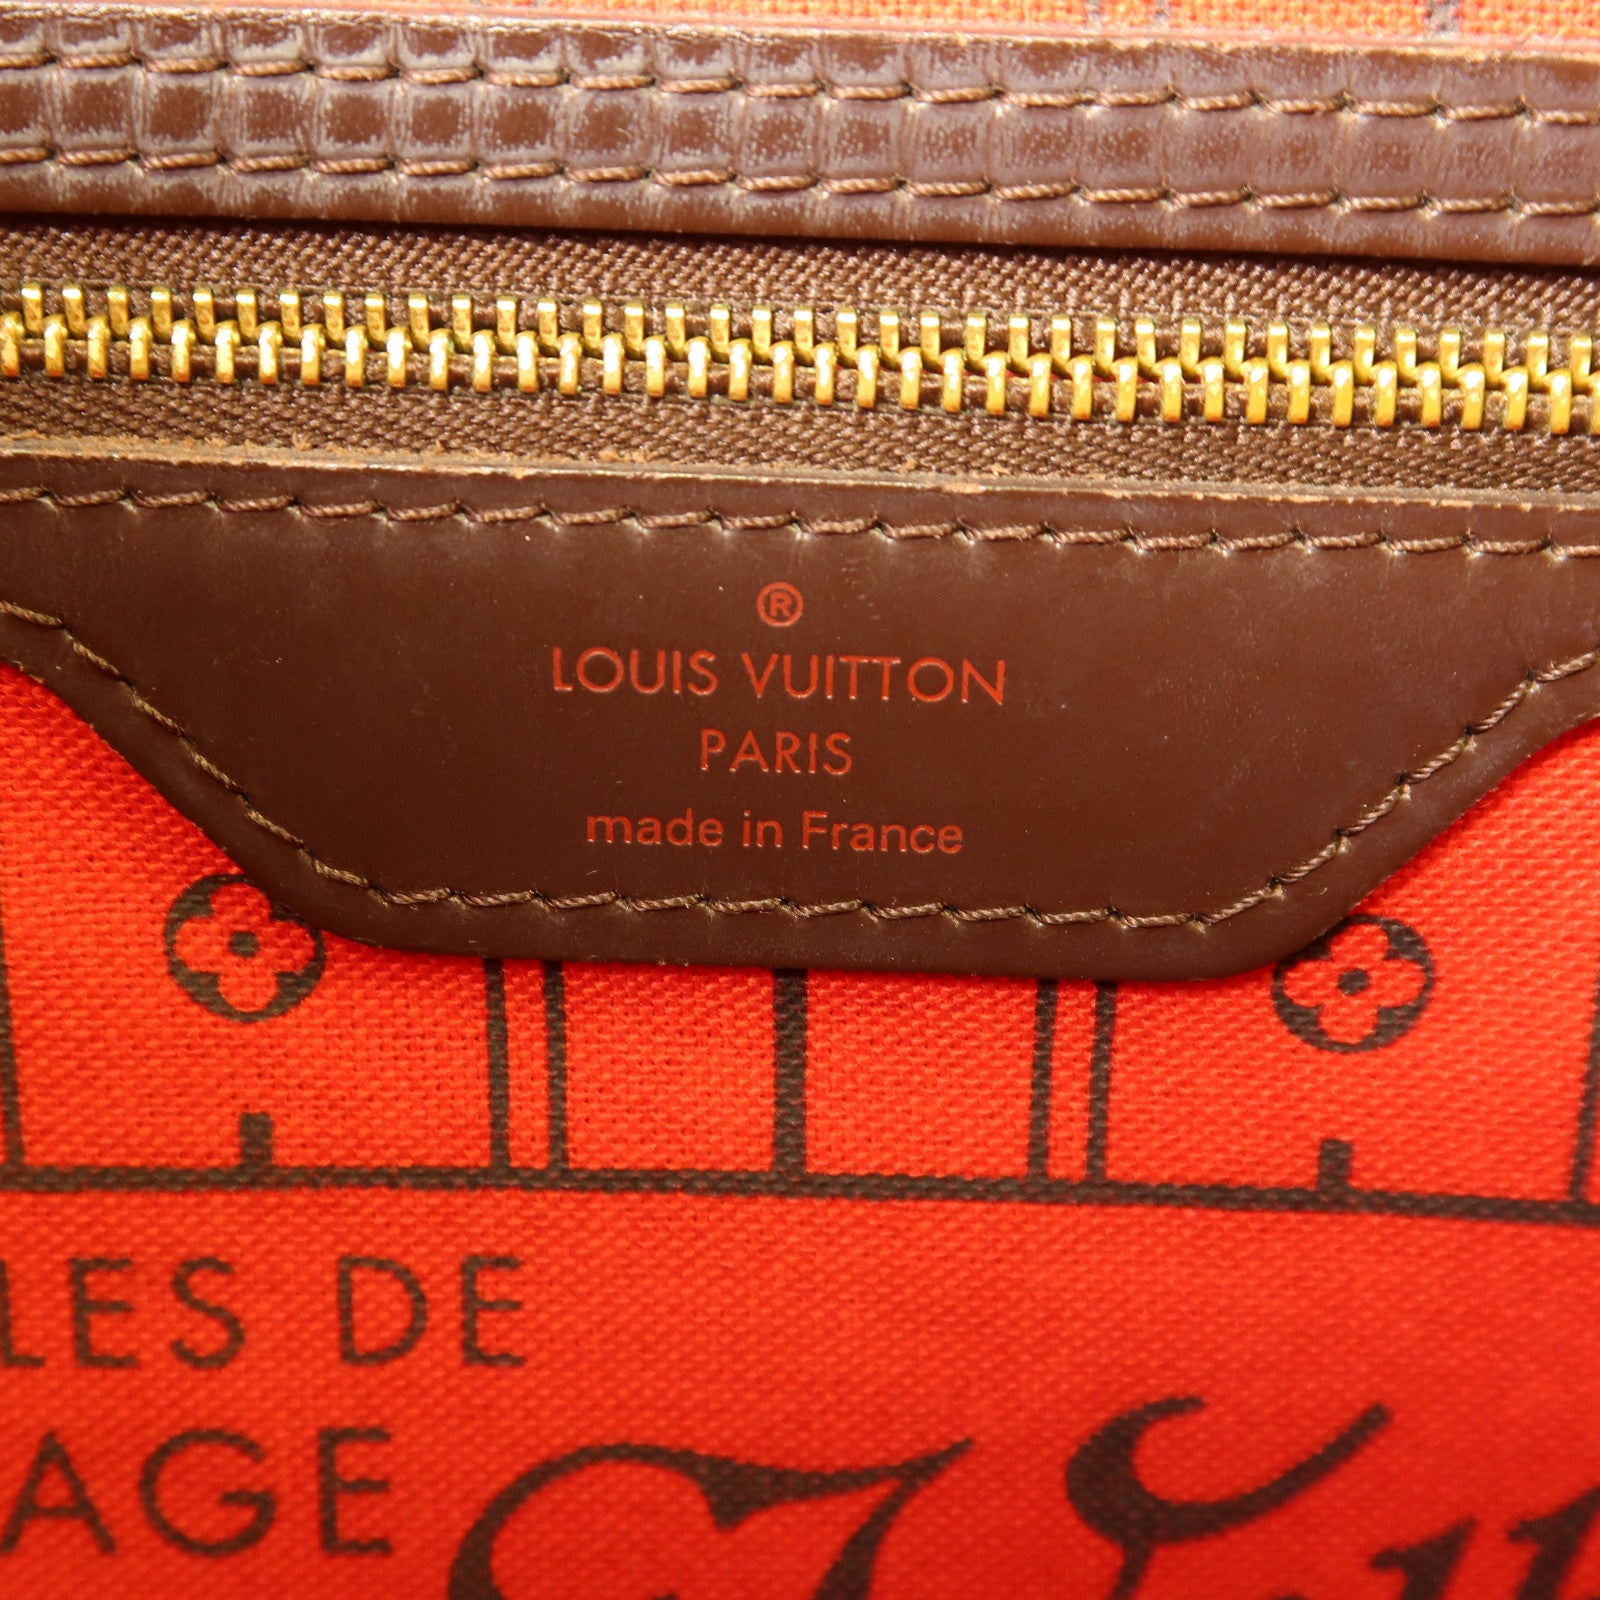 ®
LOUIS VUITTON
PARIS
made in France
LES DE
AGE